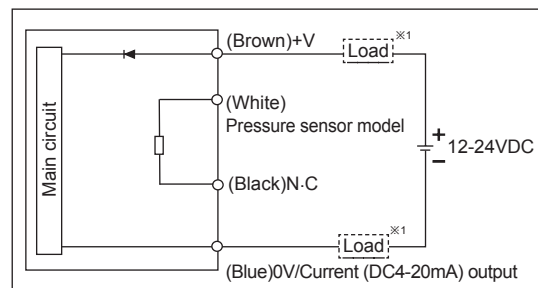 (Brown)+V
Load
※1
(White)
Pressure sensor model
Main circuit
+
12-24VDC
−
(Black)N·C
Load
※1
(Blue)0V/Current (DC4-20mA) output